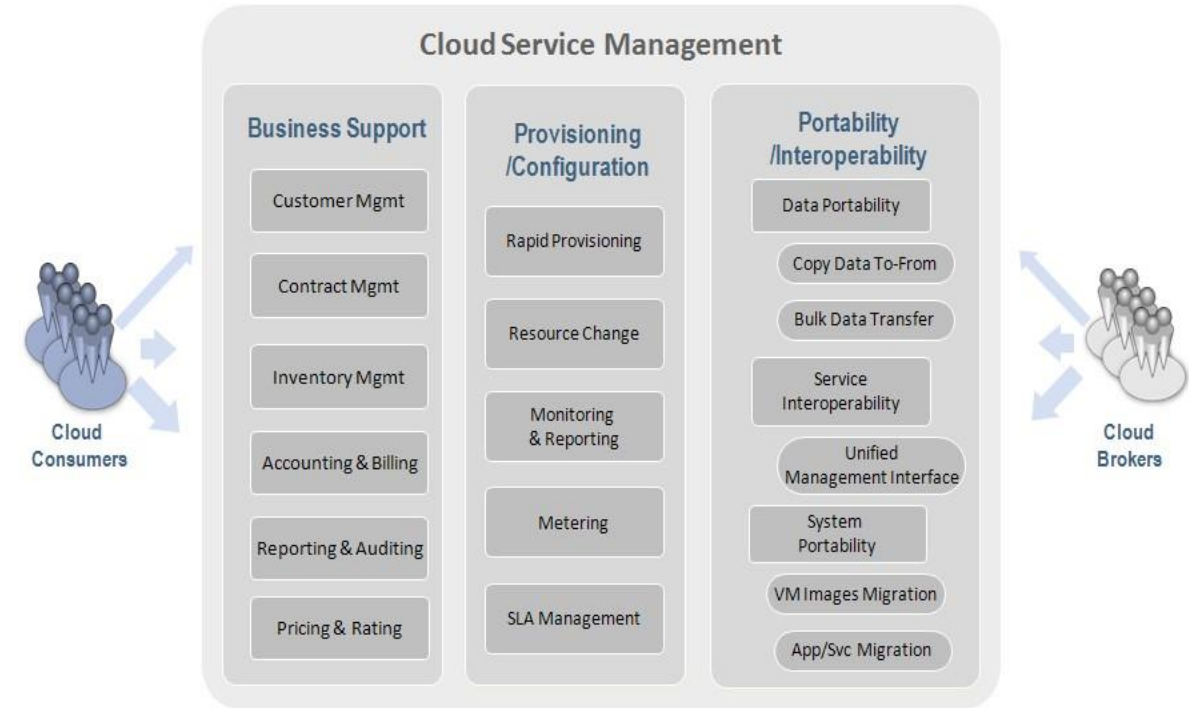 Cloud Service Management
Business Support
Customer Mgmt
Contract Mgmt
Inventory Mgmt
Accounting & Billing
Reporting & Auditing
Pricing & Rating
Provisioning
/Configuration
Rapid Provisioning
Resource Change
Monitoring
& Reporting
Metering
SLA Management
Portability
/Interoperability
Data Portability
Copy Data To-From
Bulk Data Transfer
Service
Interoperability
Unified
Management Interface
System
Portability
VM Images Migration
App/Svc Migration
Cloud
Consumers
Cloud
Brokers